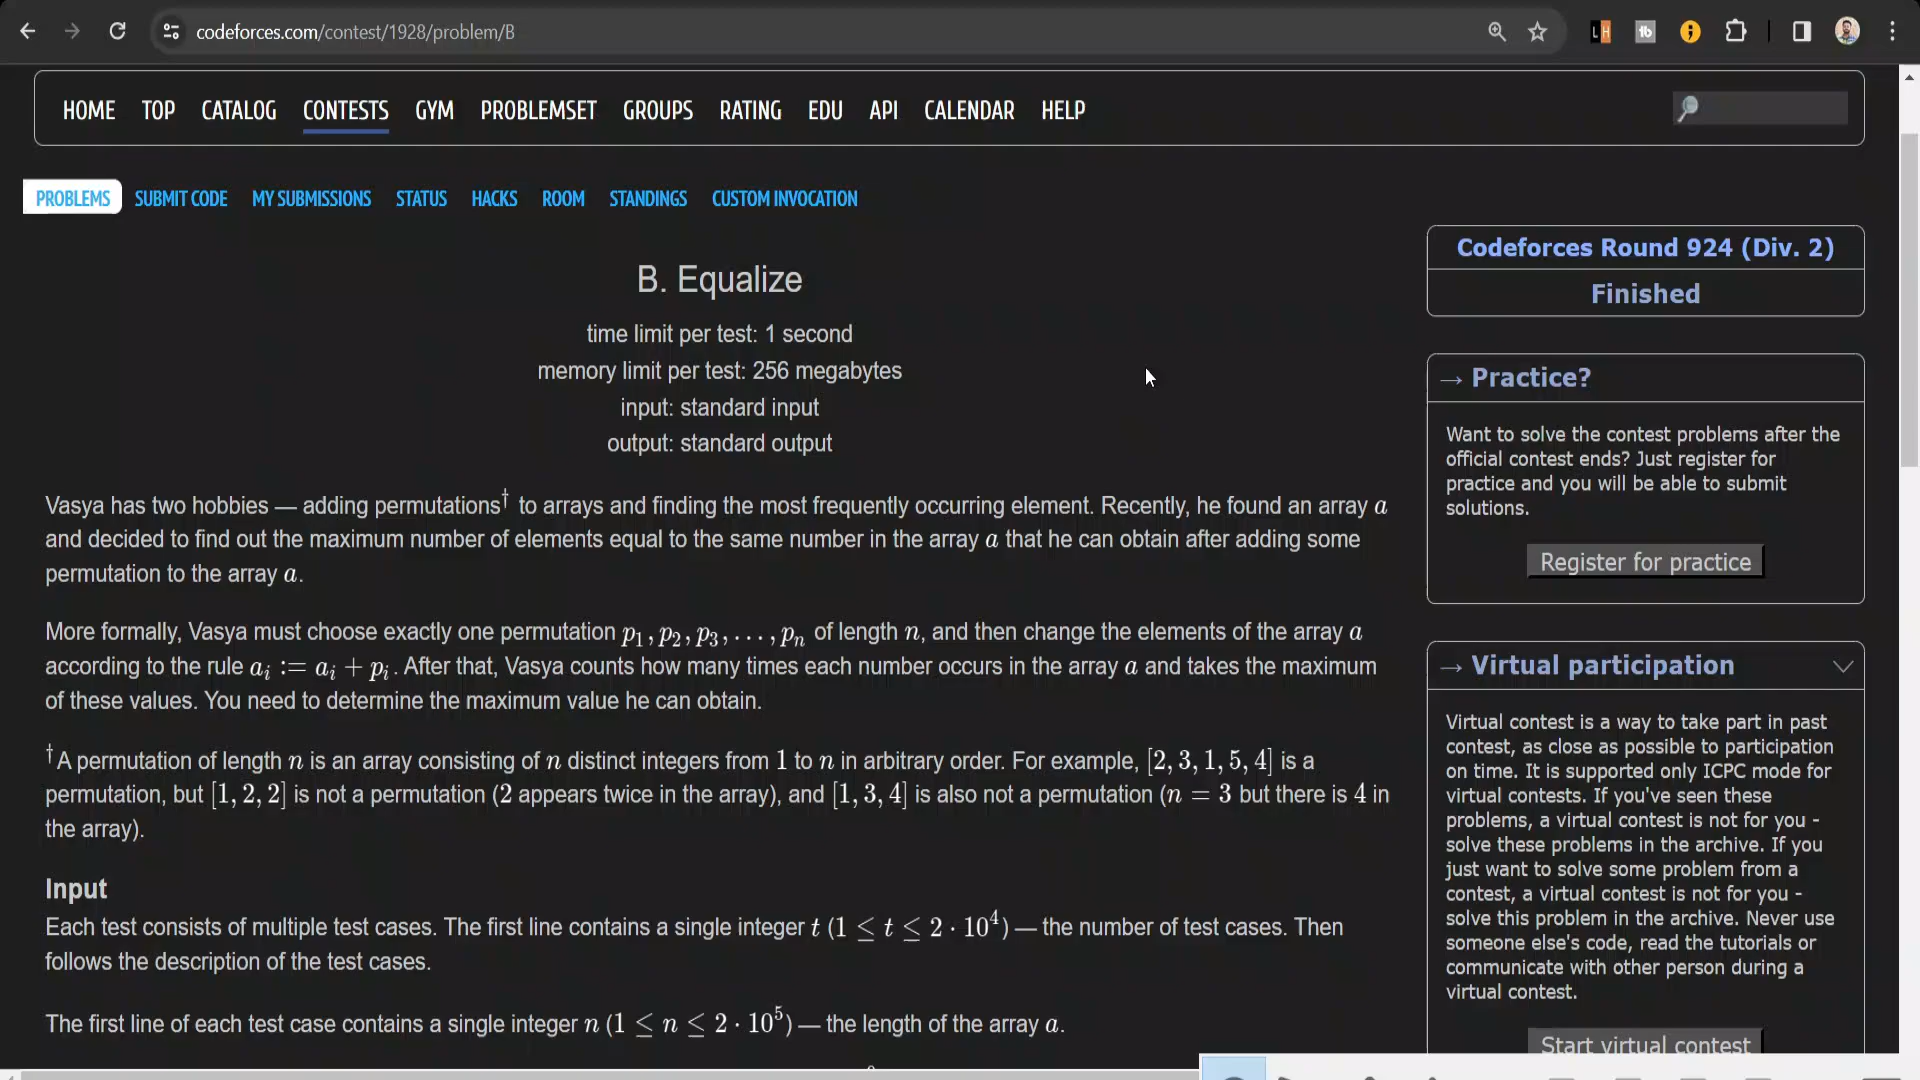 codeforces.com/contest/1928/problem/B
HOME TOP CATALOG CONTESTS GYM PROBLEMSET GROUPS RATING EDU API CALENDAR HELP
PROBLEMS SUBMIT CODE MY SUBMISSIONS STATUS HACKS ROOM STANDINGS CUSTOM INVOCATION
B. Equalize
time limit per test: 1 second
memory limit per test: 256 megabytes
input: standard input
output: standard output
Vasya has two hobbies — adding permutations† to arrays and finding the most frequently occurring element. Recently, he found an array a
and decided to find out the maximum number of elements equal to the same number in the array a that he can obtain after adding some
permutation to the array a.
More formally, Vasya must choose exactly one permutation p₁, p₂, p₃, . . . , pₙ of length n, and then change the elements of the array a
according to the rule aᵢ := aᵢ + pᵢ. After that, Vasya counts how many times each number occurs in the array a and takes the maximum
of these values. You need to determine the maximum value he can obtain.
†A permutation of length n is an array consisting of n distinct integers from 1 to n in arbitrary order. For example, [2, 3, 1, 5, 4] is a
permutation, but [1, 2, 2] is not a permutation (2 appears twice in the array), and [1, 3, 4] is also not a permutation (n = 3 but there is 4 in
the array).
Input
Each test consists of multiple test cases. The first line contains a single integer t (1 ≤ t ≤ 2 · 10⁴) — the number of test cases. Then
follows the description of the test cases.
The first line of each test case contains a single integer n (1 ≤ n ≤ 2 · 10⁵) — the length of the array a.
Codeforces Round 924 (Div. 2)
Finished
→ Practice?
Want to solve the contest problems after the
official contest ends? Just register for
practice and you will be able to submit
solutions.
Register for practice
→ Virtual participation
Virtual contest is a way to take part in past
contest, as close as possible to participation
on time. It is supported only ICPC mode for
virtual contests. If you've seen these
problems, a virtual contest is not for you -
solve these problems in the archive. If you
just want to solve some problem from a
contest, a virtual contest is not for you -
solve this problem in the archive. Never use
someone else's code, read the tutorials or
communicate with other person during a
virtual contest.
Start virtual contest